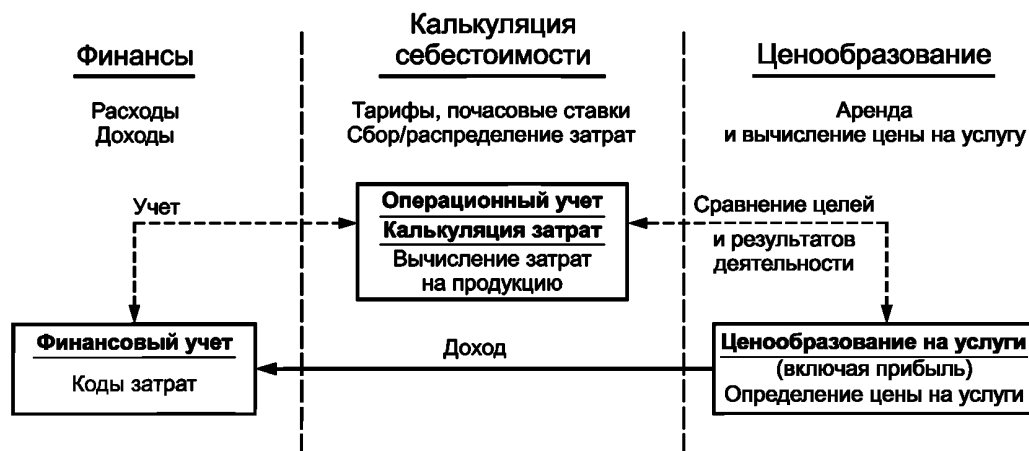 Финансы
Калькуляция
себестоимости
Ценообразование
Расходы
Доходы
Тарифы, почасовые ставки
Сбор/распределение затрат
Аренда
и вычисление цены на услугу
Учет
Операционный учет
Калькуляция затрат
Вычисление затрат
на продукцию
Сравнение целей
и результатов
деятельности
Финансовый учет
Коды затрат
Доход
Ценообразование на услуги
(включая прибыль)
Определение цены на услуги